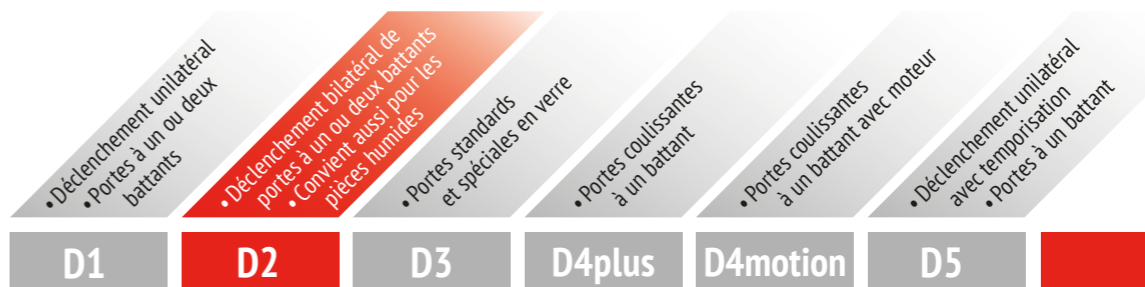 • Déclenchement unilatéral
• Portes à un ou deux
battants
• Déclenchement bilatéral de
portes à un ou deux battants
• Convient aussi pour les
pièces humides
• Portes standards
et spéciales en verre
• Portes coulissantes
à un battant
• Portes coulissantes
à un battant avec moteur
• Déclenchement unilatéral
avec temporisation
• Portes à un battant
D1
D2
D3
D4plus
D4motion
D5